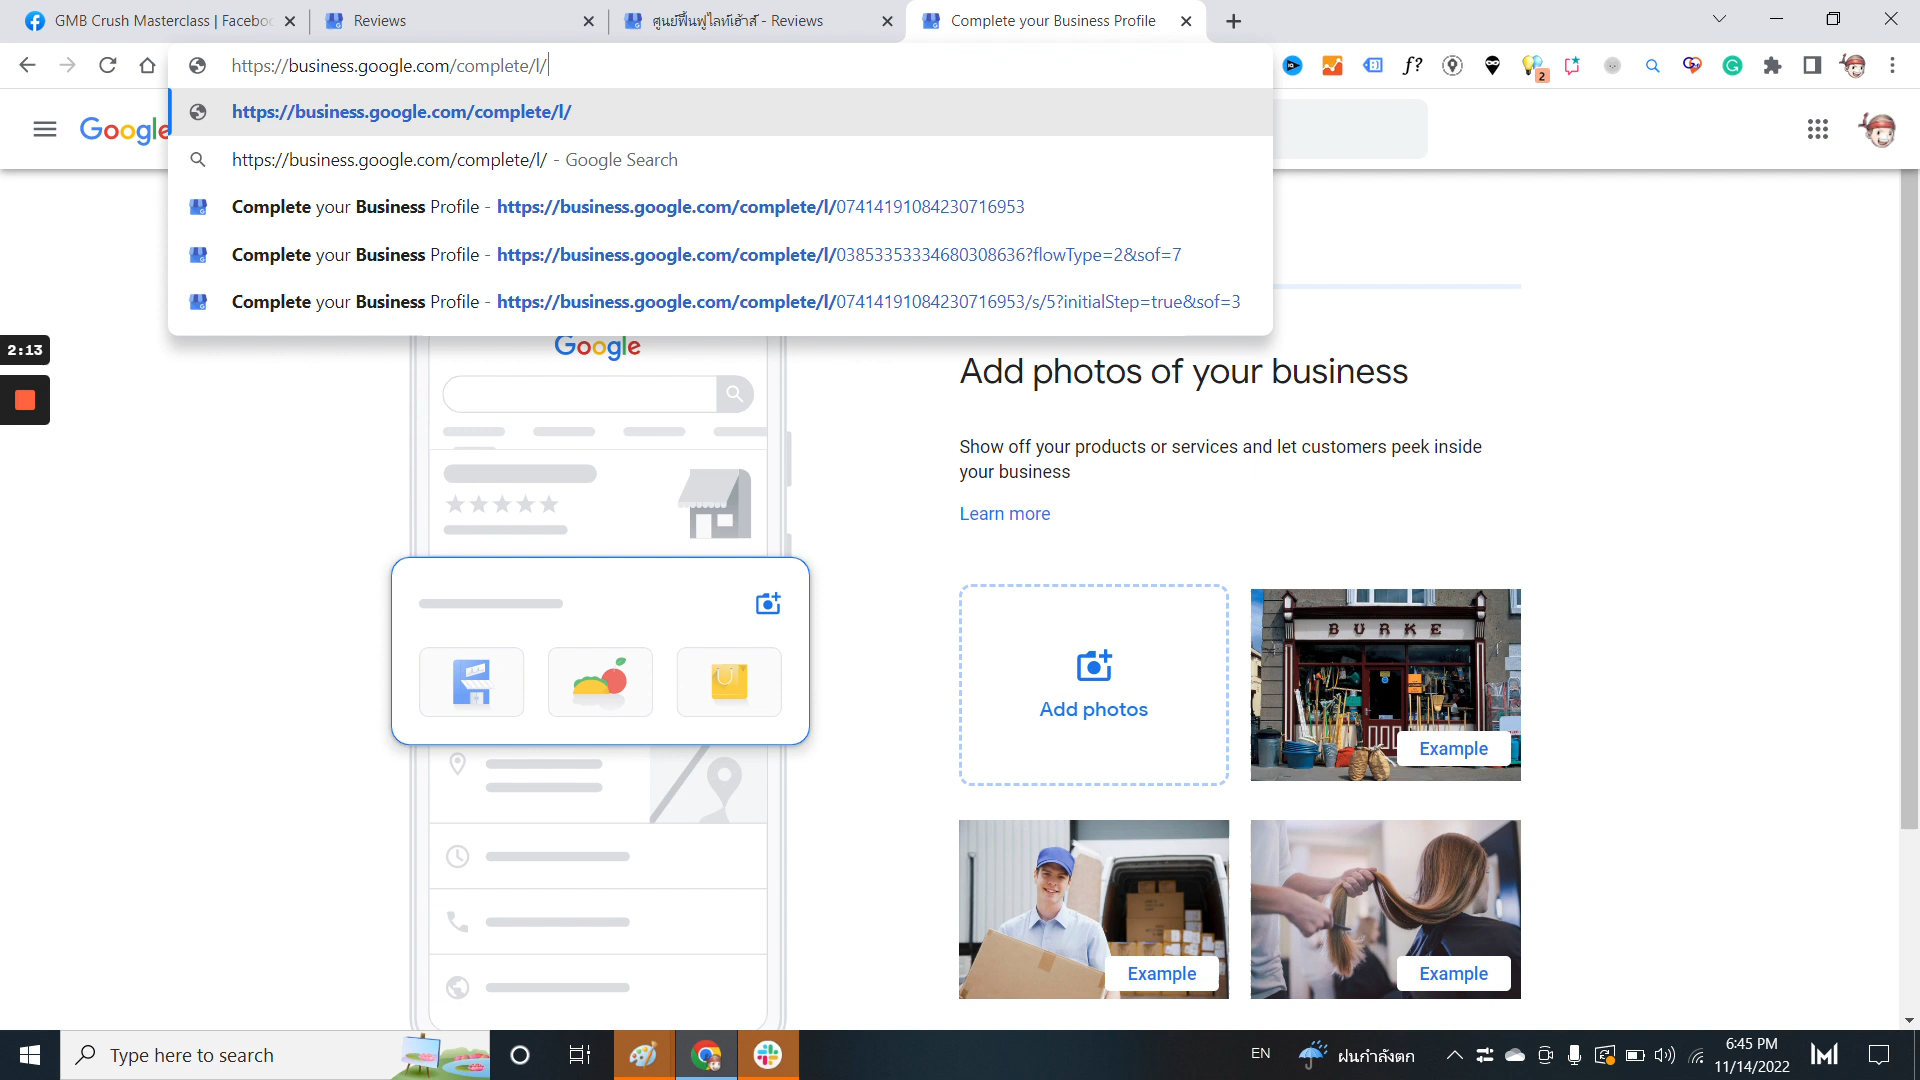 GMB Crush Masterclass | Faceboo
Reviews
ศูนย์ฟื้นฟูไลท์เฮ้าส์ - Reviews
Complete your Business Profile
https://business.google.com/complete/l/
2
https://business.google.com/complete/l/
Google
https://business.google.com/complete/l/ - Google Search
Complete your Business Profile - https://business.google.com/complete/l/07414191084230716953
Complete your Business Profile - https://business.google.com/complete/l/03853353334680308636?flowType=2&sof=7
Complete your Business Profile - https://business.google.com/complete/l/07414191084230716953/s/5?initialStep=true&sof=3
2:13
Google
Add photos of your business
Show off your products or services and let customers peek inside
your business
Learn more
Add photos
BURKE
Example
Example
Example
Type here to search
EN
ฝนกำลังตก
6:45 PM
11/14/2022